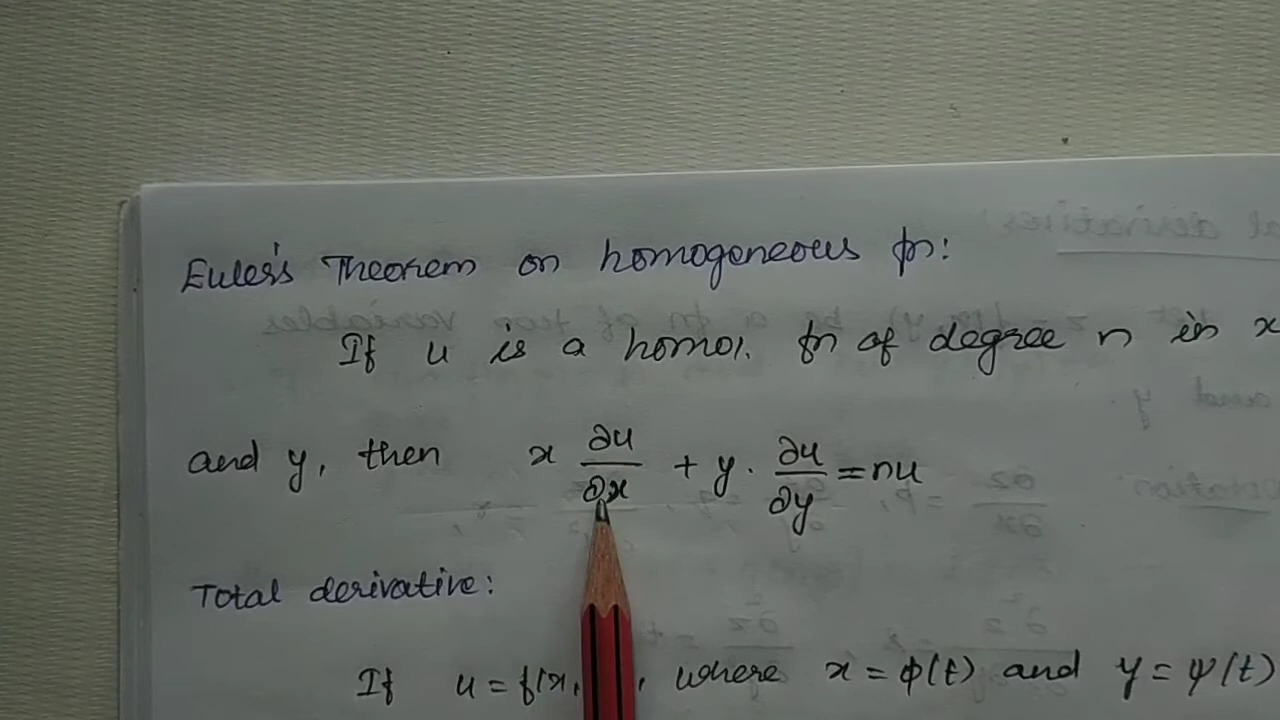 Euler's Theorem on homogeneous fn:
If u is a homo. fn of degree n in x
and y, then x ∂u/∂x + y. ∂u/∂y = nu
Total derivative:
If u = f(x, , where x = φ(t) and y = ψ(t)